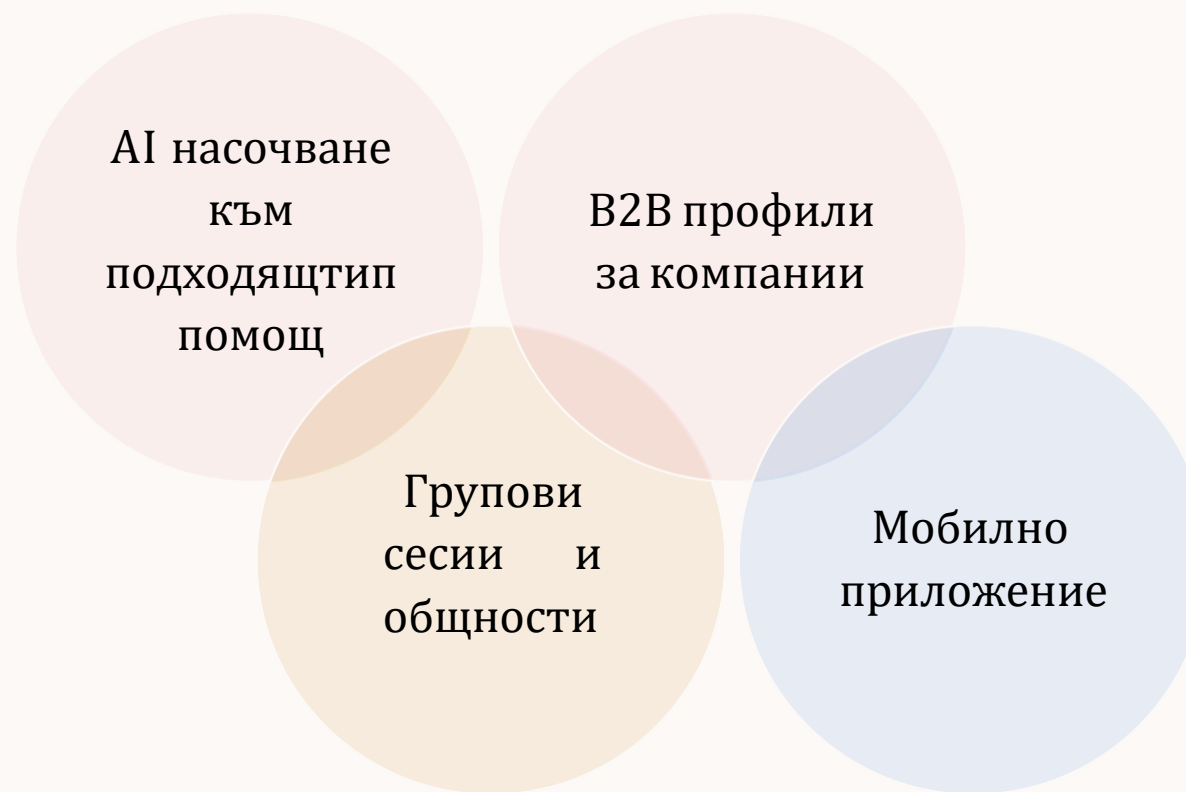 AI насочване
към
подходящтип
помощ
B2B профили
за компании
Групови
сесии и
общности
Мобилно
приложение